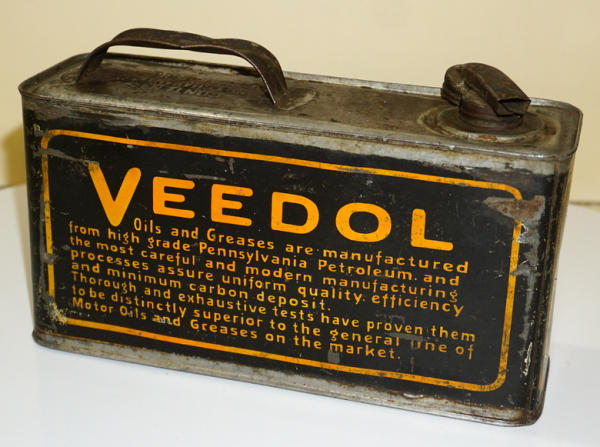 VEEDOL
Oils and Greases are manufactured
from high grade Pennsylvania Petroleum. and
the most careful and modern manufacturing
processes assure uniform quality, efficiency
and minimum carbon deposit.
Thorough and exhaustive tests have proven them
to be distinctly superior to the general line of
Motor Oils and Greases on the market.